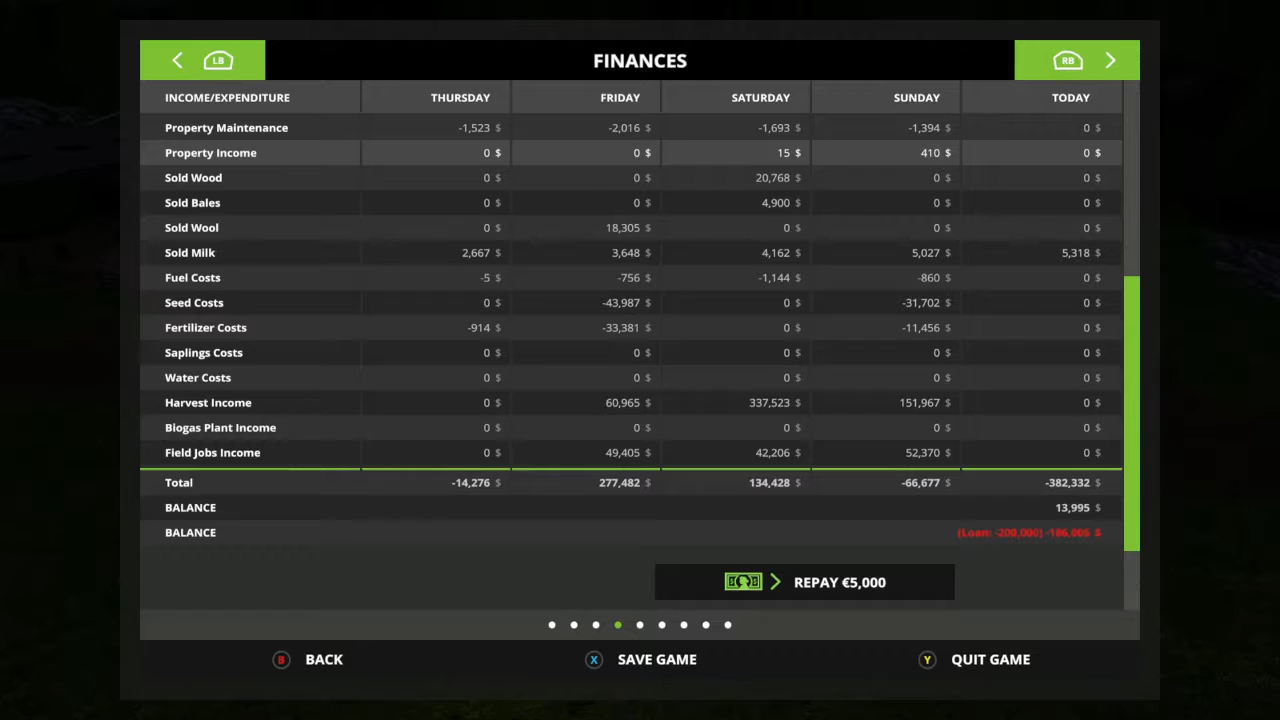 LB FINANCES RB
INCOME/EXPENDITURE THURSDAY FRIDAY SATURDAY SUNDAY TODAY
Property Maintenance -1,523 $ -2,016 $ -1,693 $ -1,394 $ 0 $
Property Income 0 $ 0 $ 15 $ 410 $ 0 $
Sold Wood 0 $ 0 $ 20,768 $ 0 $ 0 $
Sold Bales 0 $ 0 $ 4,900 $ 0 $ 0 $
Sold Wool 0 $ 18,305 $ 0 $ 0 $ 0 $
Sold Milk 2,667 $ 3,648 $ 4,162 $ 5,027 $ 5,318 $
Fuel Costs -5 $ -756 $ -1,144 $ -860 $ 0 $
Seed Costs 0 $ -43,987 $ 0 $ -31,702 $ 0 $
Fertilizer Costs -914 $ -33,381 $ 0 $ -11,456 $ 0 $
Saplings Costs 0 $ 0 $ 0 $ 0 $ 0 $
Water Costs 0 $ 0 $ 0 $ 0 $ 0 $
Harvest Income 0 $ 60,965 $ 337,523 $ 151,967 $ 0 $
Biogas Plant Income 0 $ 0 $ 0 $ 0 $ 0 $
Field Jobs Income 0 $ 49,405 $ 42,206 $ 52,370 $ 0 $
Total -14,276 $ 277,482 $ 134,428 $ -66,677 $ -382,332 $
BALANCE 13,995 $
BALANCE (Loan: -200,000) -186,005 $
REPAY €5,000
B BACK X SAVE GAME Y QUIT GAME